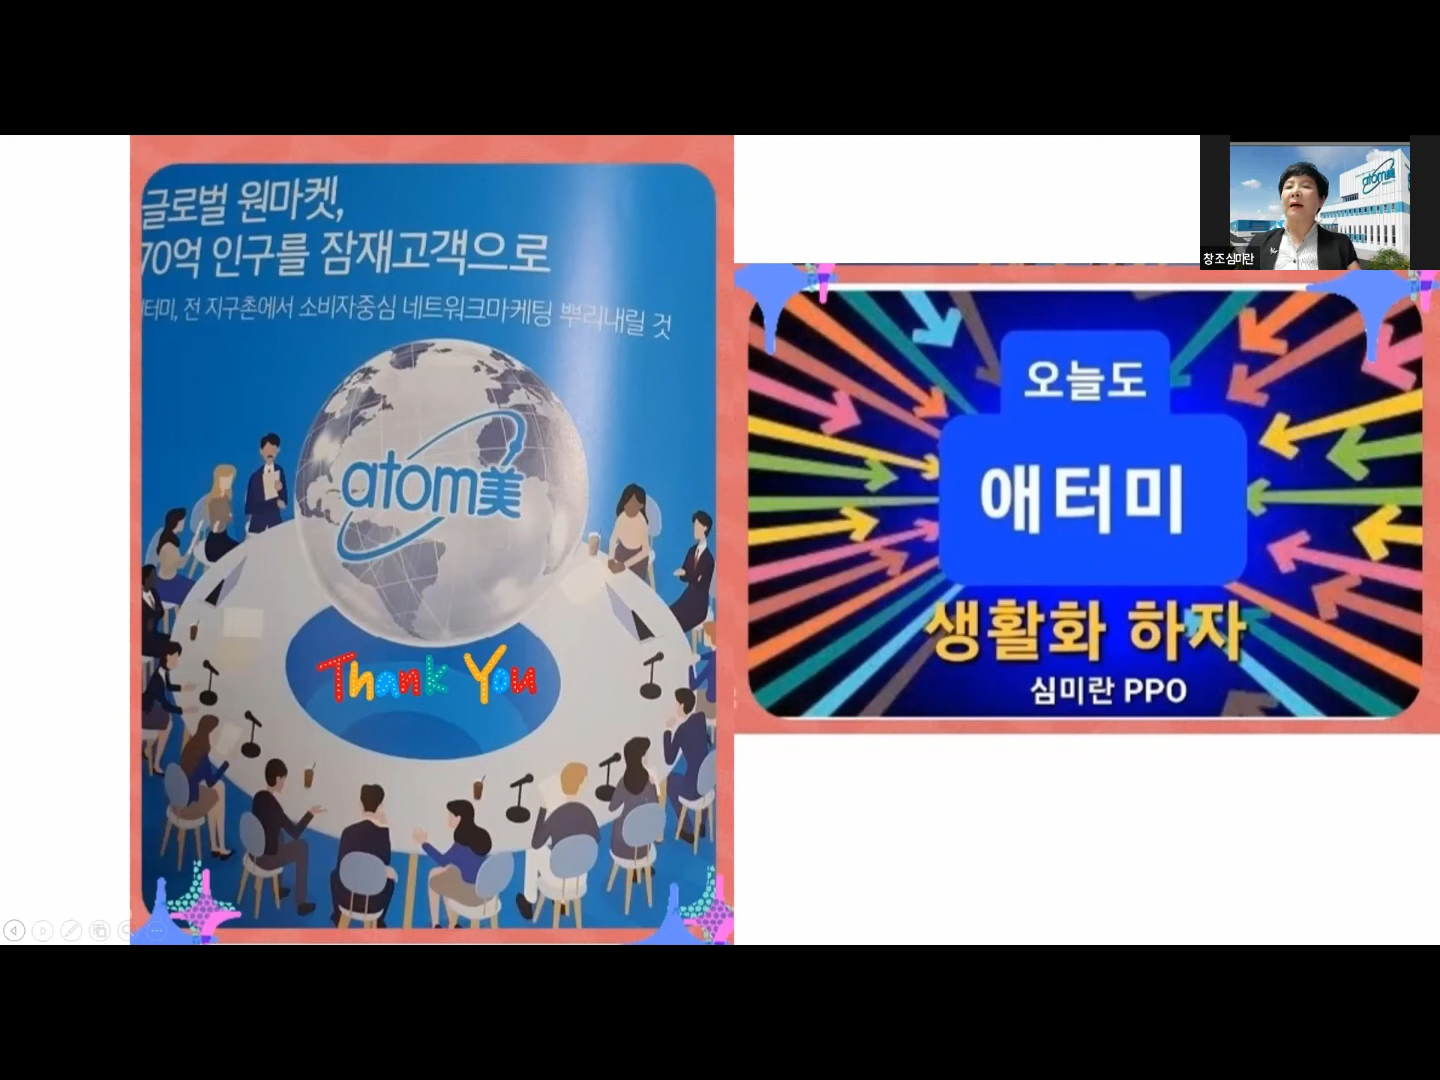 글로벌 원마켓,
70억 인구를 잠재고객으로
터미, 전 지구촌에서 소비자중심 네트워크마케팅 뿌리내릴 것
atom美
Thank You
atom美
창조심미란
오늘도
애터미
생활화 하자
심미란 PPO